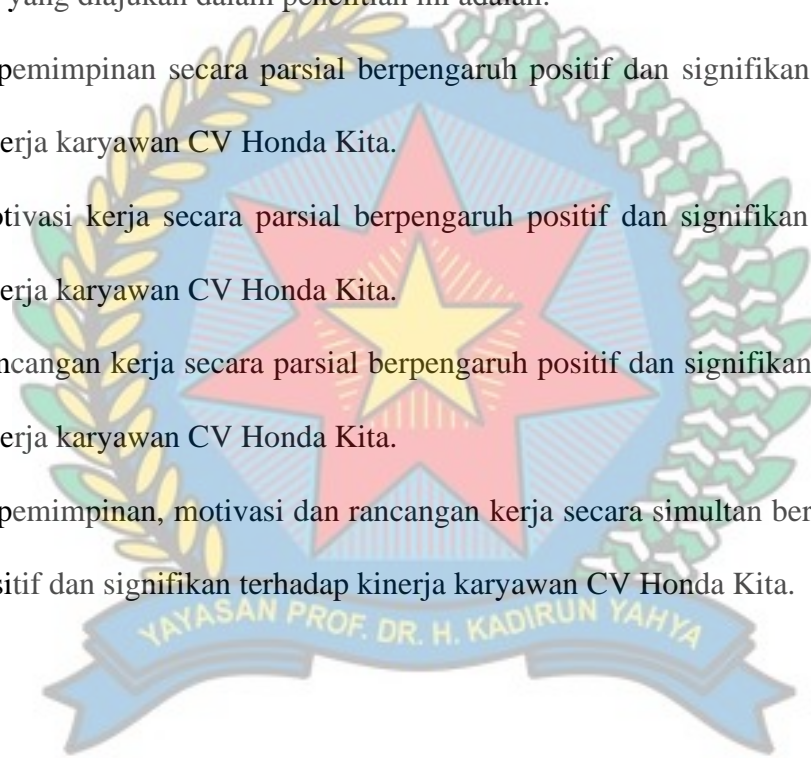 yang diajukan dalam penelitian ini adalah:
pemimpinan secara parsial berpengaruh positif dan signifikan
erja karyawan CV Honda Kita.
otivasi kerja secara parsial berpengaruh positif dan signifikan
erja karyawan CV Honda Kita.
ncangan kerja secara parsial berpengaruh positif dan signifikan
erja karyawan CV Honda Kita.
pemimpinan, motivasi dan rancangan kerja secara simultan ber
sitif dan signifikan terhadap kinerja karyawan CV Honda Kita.
YAYASAN PROF. DR. H. KADIRUN YAHYA